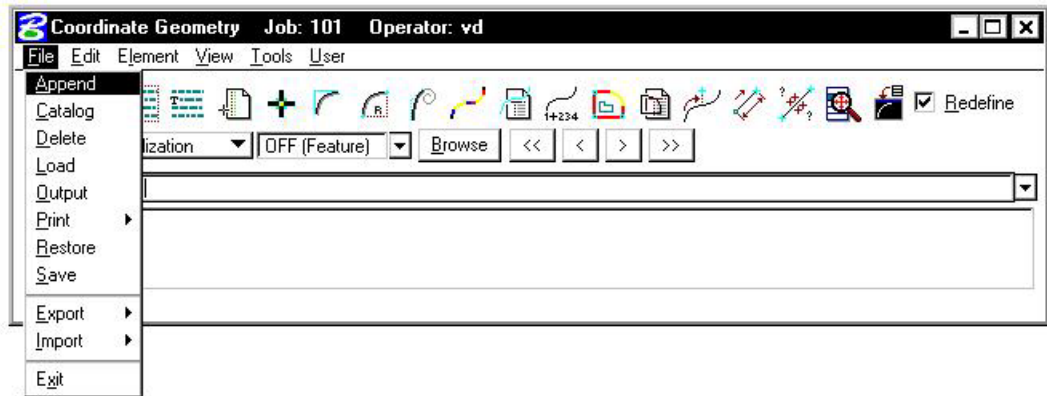 Coordinate Geometry Job: 101 Operator: vd
File Edit Element View Tools User
Append
Catalog
Delete
Load
Output
Print
Restore
Save
Export
Import
Exit
T
R
1+234
? ?
Redefine
lization OFF (Feature) Browse << < > >>